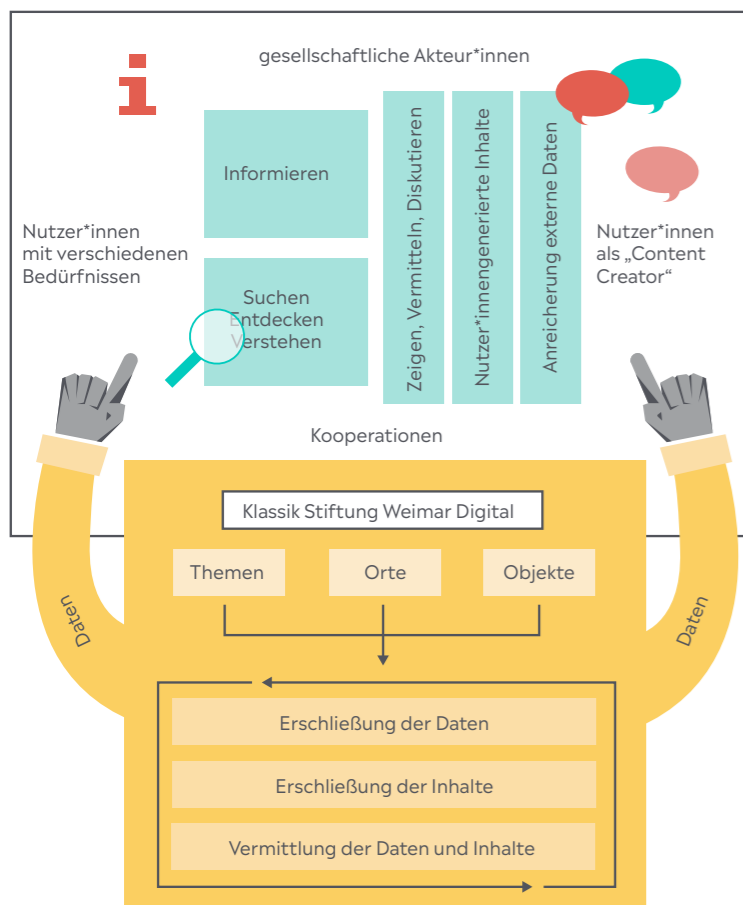 gesellschaftliche Akteur*innen
Informieren
Suchen
Entdecken
Verstehen
Zeigen, Vermitteln, Diskutieren
Nutzer*innengenerierte Inhalte
Anreicherung externe Daten
Nutzer*innen
mit verschiedenen
Bedürfnissen
Nutzer*innen
als „Content
Creator“
Kooperationen
Klassik Stiftung Weimar Digital
Themen
Orte
Objekte
Daten
Daten
Erschließung der Daten
Erschließung der Inhalte
Vermittlung der Daten und Inhalte